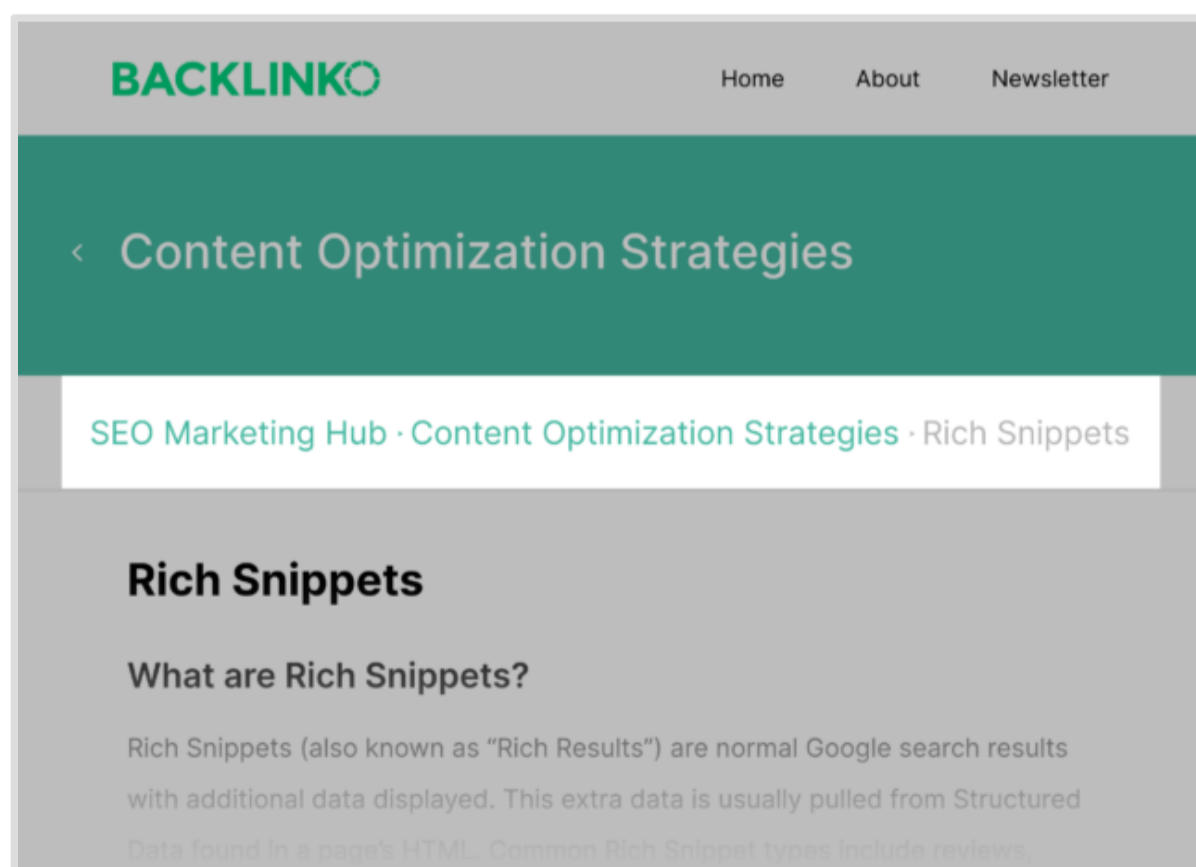 BACKLINKO
Home About Newsletter
< Content Optimization Strategies
SEO Marketing Hub · Content Optimization Strategies · Rich Snippets
Rich Snippets
What are Rich Snippets?
Rich Snippets (also known as “Rich Results”) are normal Google search results
with additional data displayed. This extra data is usually pulled from Structured
Data found in a page's HTML. Common Rich Snippet types include reviews,